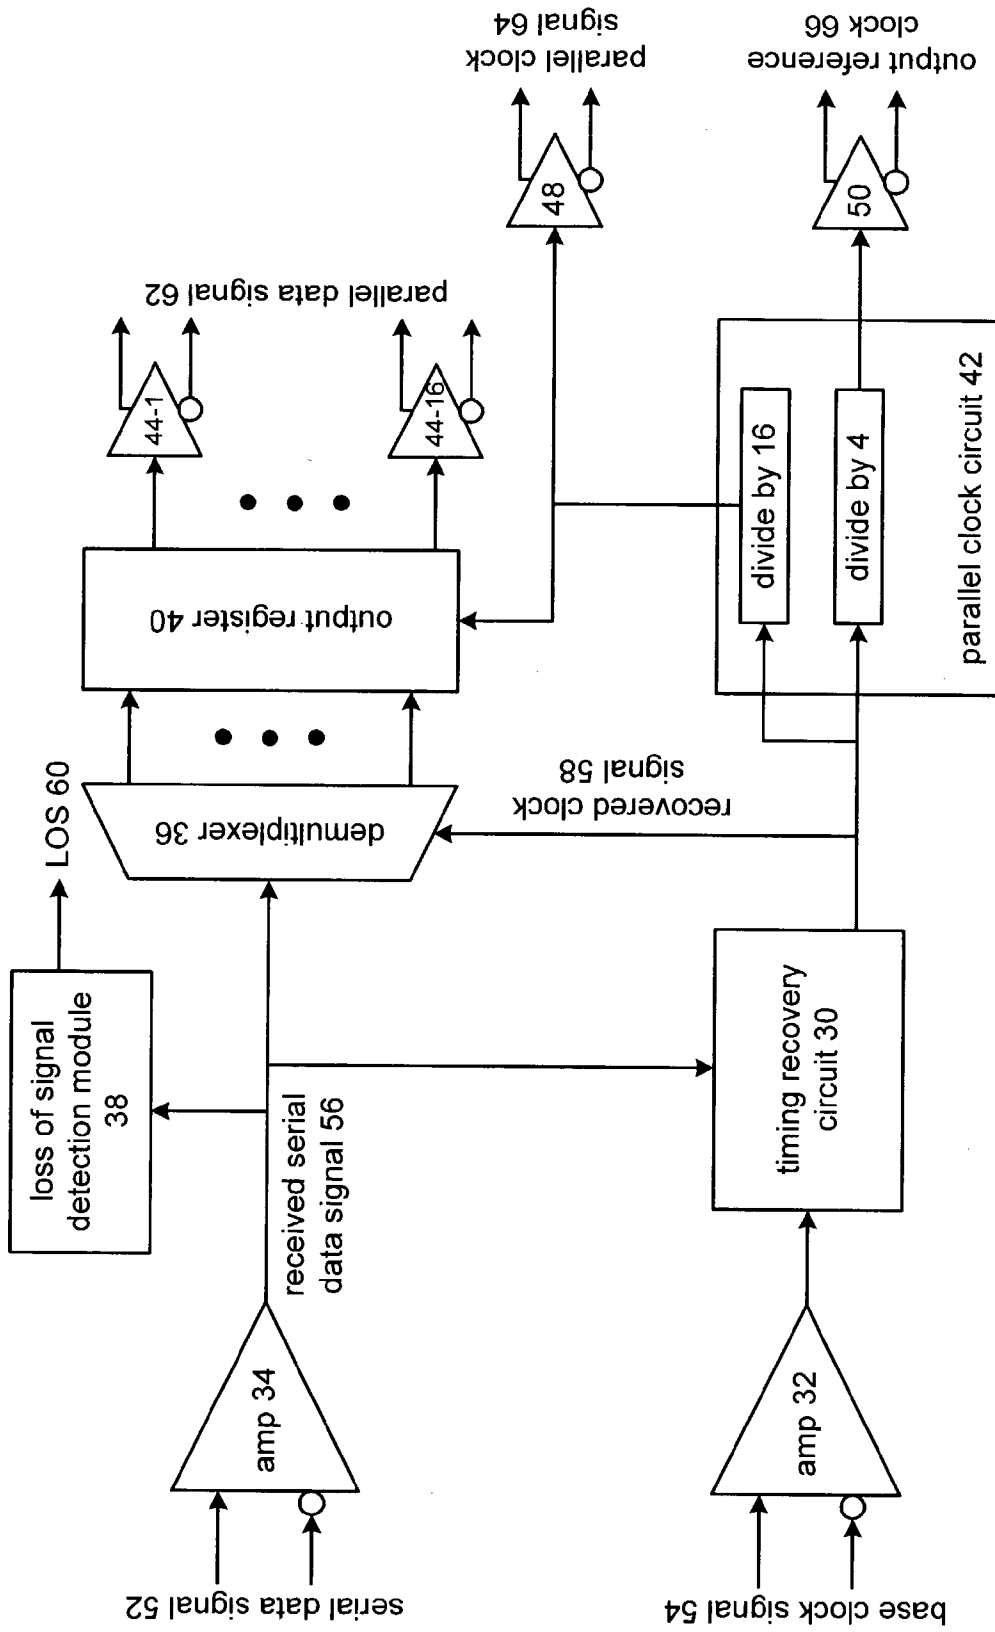 serial data signal 52
base clock signal 54
amp 34
amp 32
received serial
data signal 56
loss of signal
detection module
38
LOS 60
timing recovery
circuit 30
demultiplexer 36
recovered clock
signal 58
output register 40
44-1
44-16
parallel data signal 62
divide by 16
divide by 4
parallel clock circuit 42
48
50
parallel clock
signal 64
output reference
clock 66